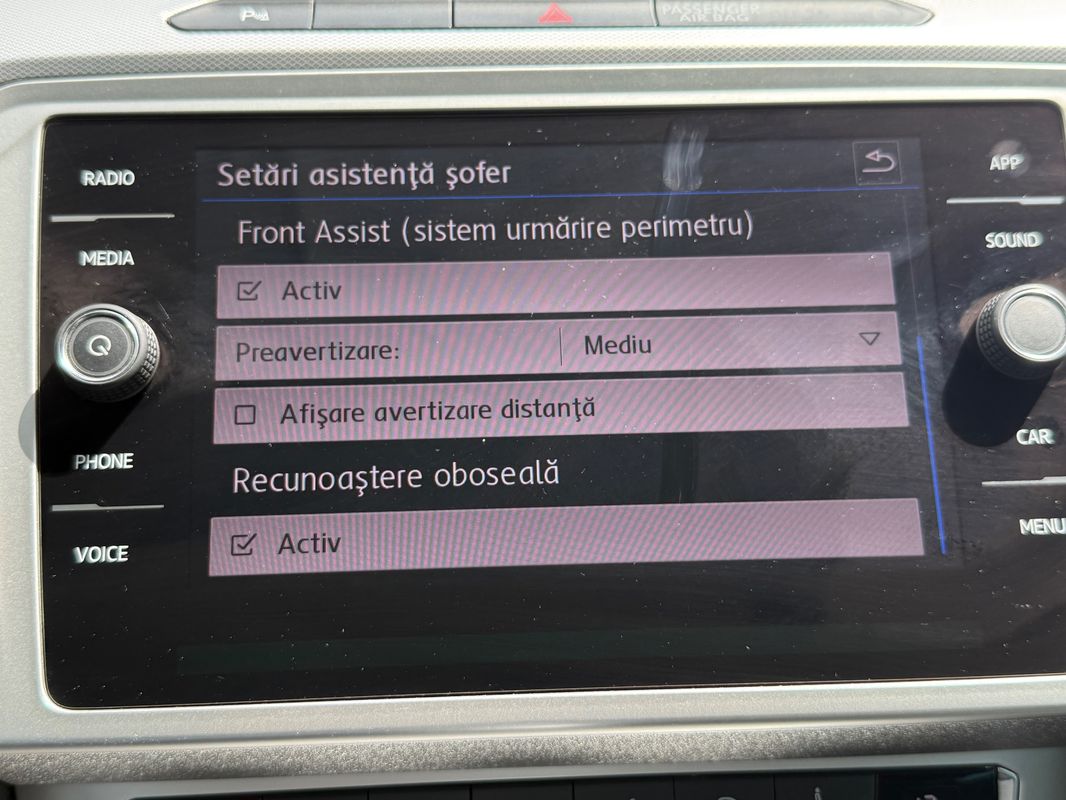 PASSENGER
AIR BAG
RADIO
MEDIA
PHONE
VOICE
Setări asistenţă şofer
Front Assist (sistem urmărire perimetru)
Activ
Preavertizare: Mediu
Afişare avertizare distanţă
Recunoaştere oboseală
Activ
APP
SOUND
CAR
MENU